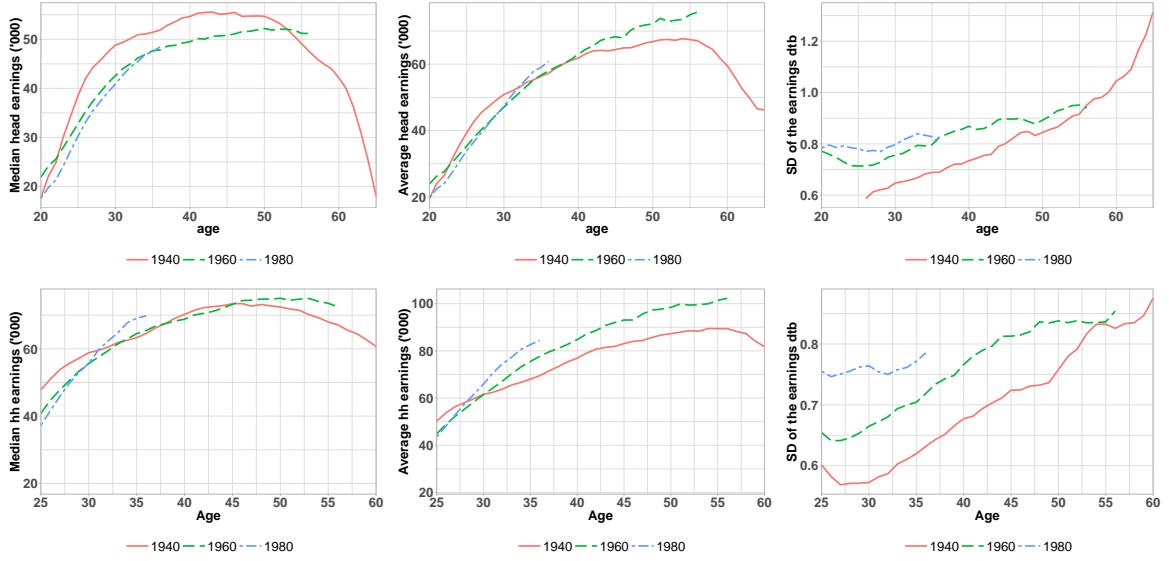 Median head earnings ('000)
50
40
30
20
20 30 40 50 60
age
1940 1960 1980
Average head earnings ('000)
60
40
20
20 30 40 50 60
age
1940 1960 1980
SD of the earnings dtb
1.2
1.0
0.8
0.6
20 30 40 50 60
age
1940 1960 1980
Median hh earnings ('000)
60
40
20
25 30 35 40 45 50 55 60
Age
1940 1960 1980
Average hh earnings ('000)
100
80
60
40
20
25 30 35 40 45 50 55 60
Age
1940 1960 1980
SD of the earnings dtb
0.8
0.7
0.6
25 30 35 40 45 50 55 60
Age
1940 1960 1980